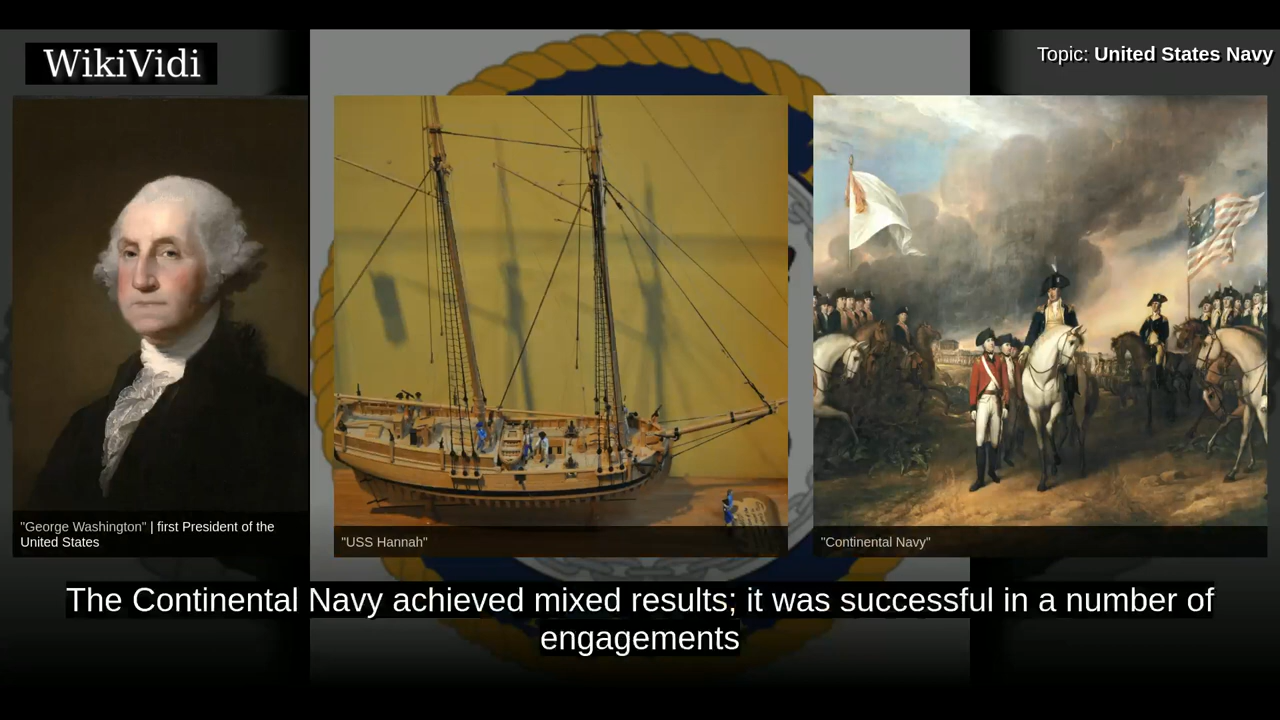 WikiVidi
Topic: United States Navy
"George Washington" | first President of the
United States
"USS Hannah"
"Continental Navy"
The Continental Navy achieved mixed results; it was successful in a number of
engagements